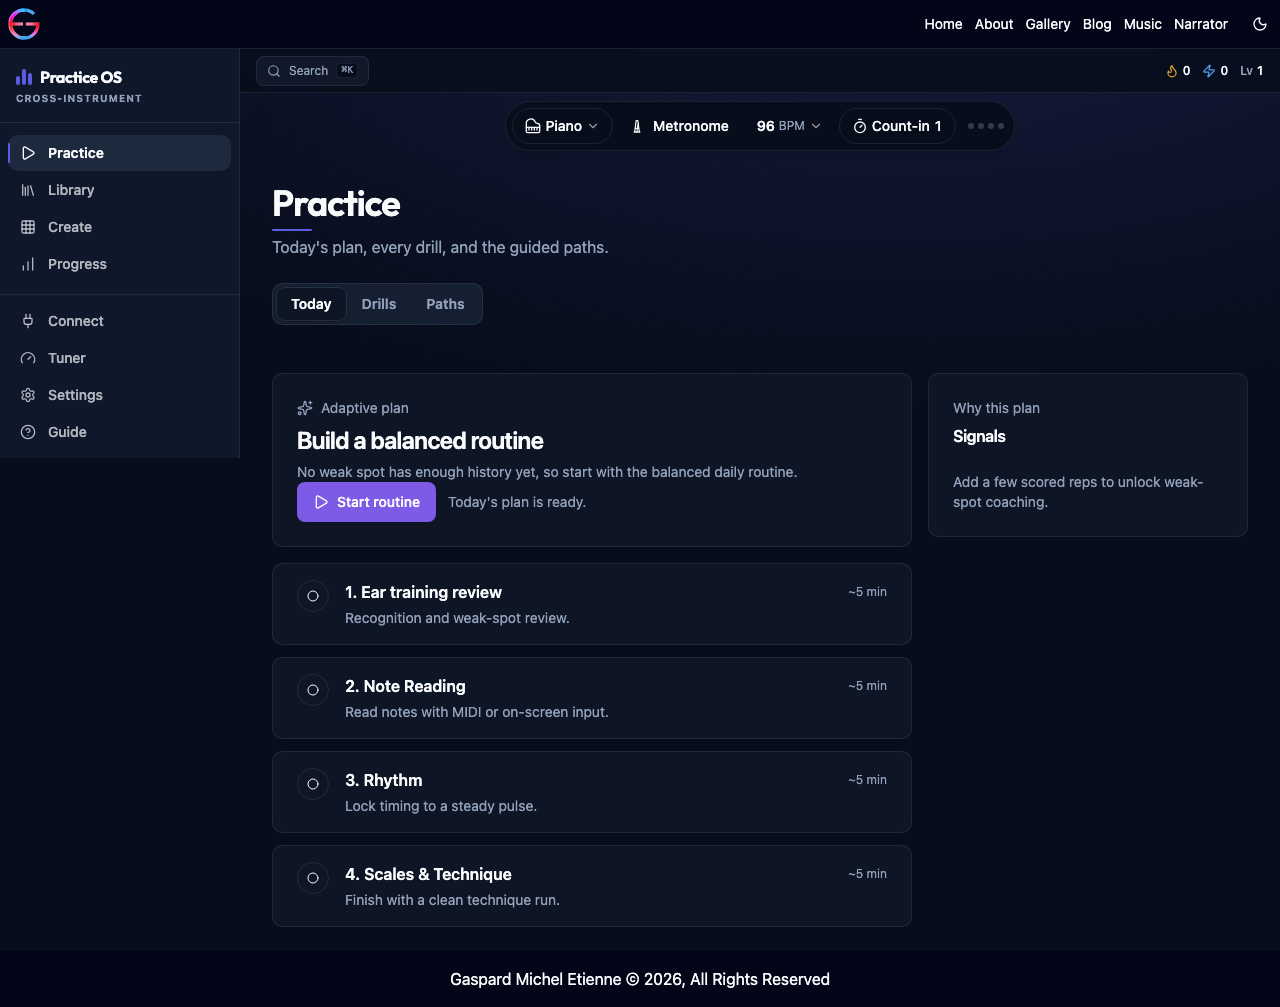 Home About Gallery Blog Music Narrator
Practice OS
CROSS-INSTRUMENT
Search ⌘K
0 0 Lv 1
Piano Metronome 96 BPM Count-in 1
Practice
Library
Create
Progress
Connect
Tuner
Settings
Guide
Practice
Today's plan, every drill, and the guided paths.
Today Drills Paths
Adaptive plan
Build a balanced routine
No weak spot has enough history yet, so start with the balanced daily routine.
Start routine Today's plan is ready.
Why this plan
Signals
Add a few scored reps to unlock weak-
spot coaching.
1. Ear training review ~5 min
Recognition and weak-spot review.
2. Note Reading ~5 min
Read notes with MIDI or on-screen input.
3. Rhythm ~5 min
Lock timing to a steady pulse.
4. Scales & Technique ~5 min
Finish with a clean technique run.
Gaspard Michel Etienne © 2026, All Rights Reserved